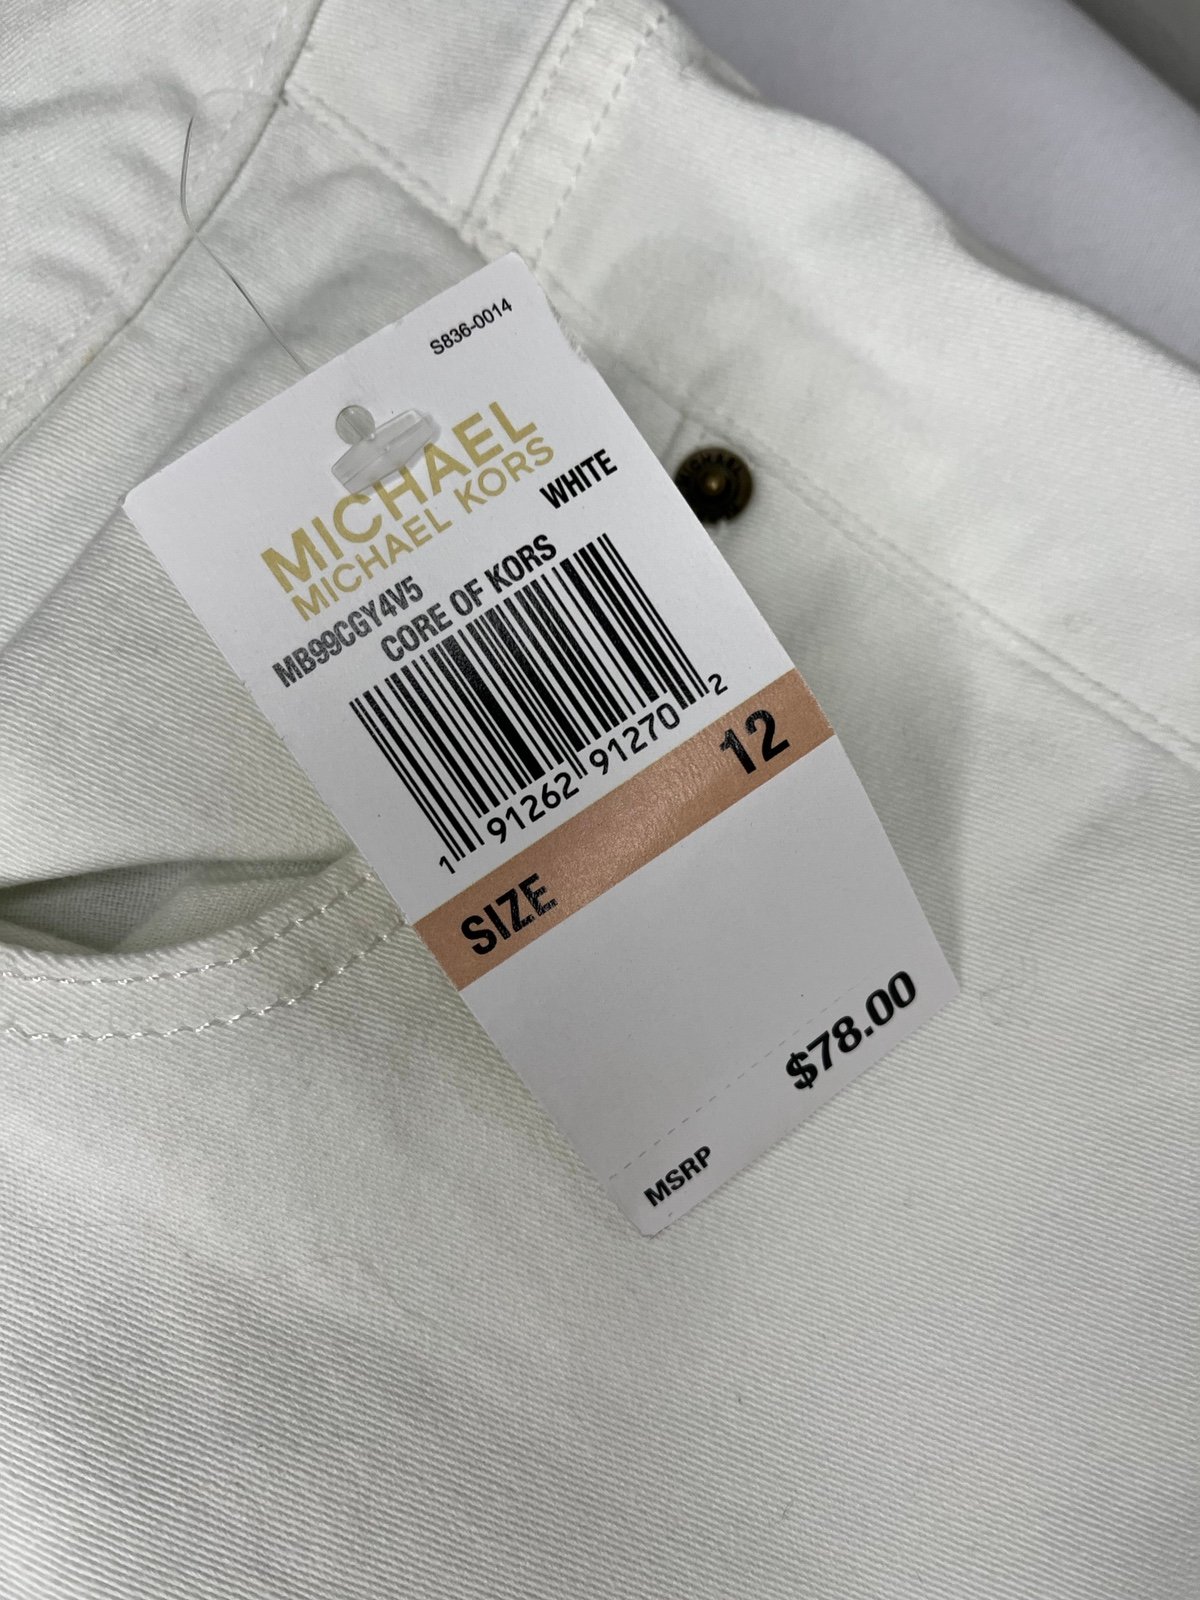 S836-0014
MICHAEL
MICHAEL KORS
MB99CGY4V5
WHITE
CORE OF KORS
1 91262 91270 2
SIZE 12
$78.00
MSRP
MICHAEL